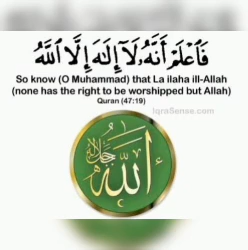 فَاعْلَمْ أَنَّهُ لَآ إِلَـٰهَ إِلَّا ٱللَّهُ
So know (O Muhammad) that La ilaha ill-Allah
(none has the right to be worshipped but Allah)
Quran (47:19)
iqrafiense.com
الله
جل جلاله